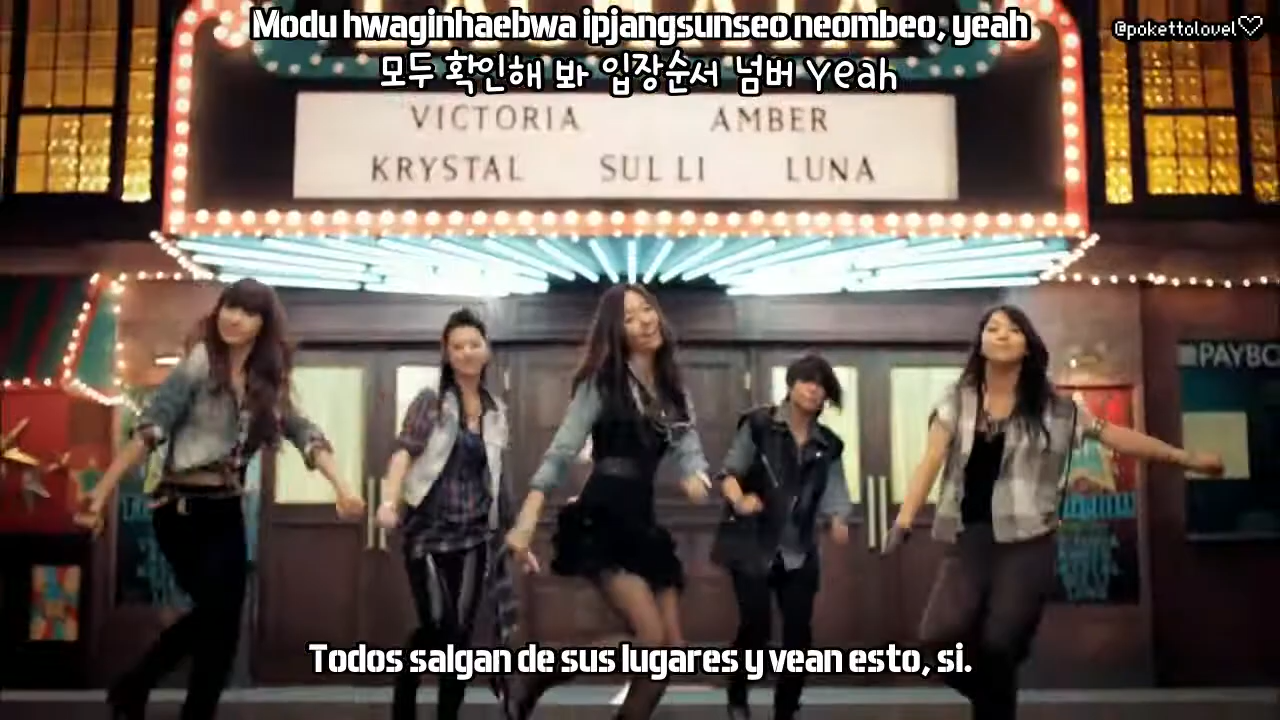 Modu hwaginhaebwa ipjangsunseo neombeo, yeah
@pokettolovel♡
모두 확인해 봐 입장순서 넘버 Yeah
VICTORIA AMBER
KRYSTAL SUL LI LUNA
PAYBO
Todos salgan de sus lugares y vean esto, si.